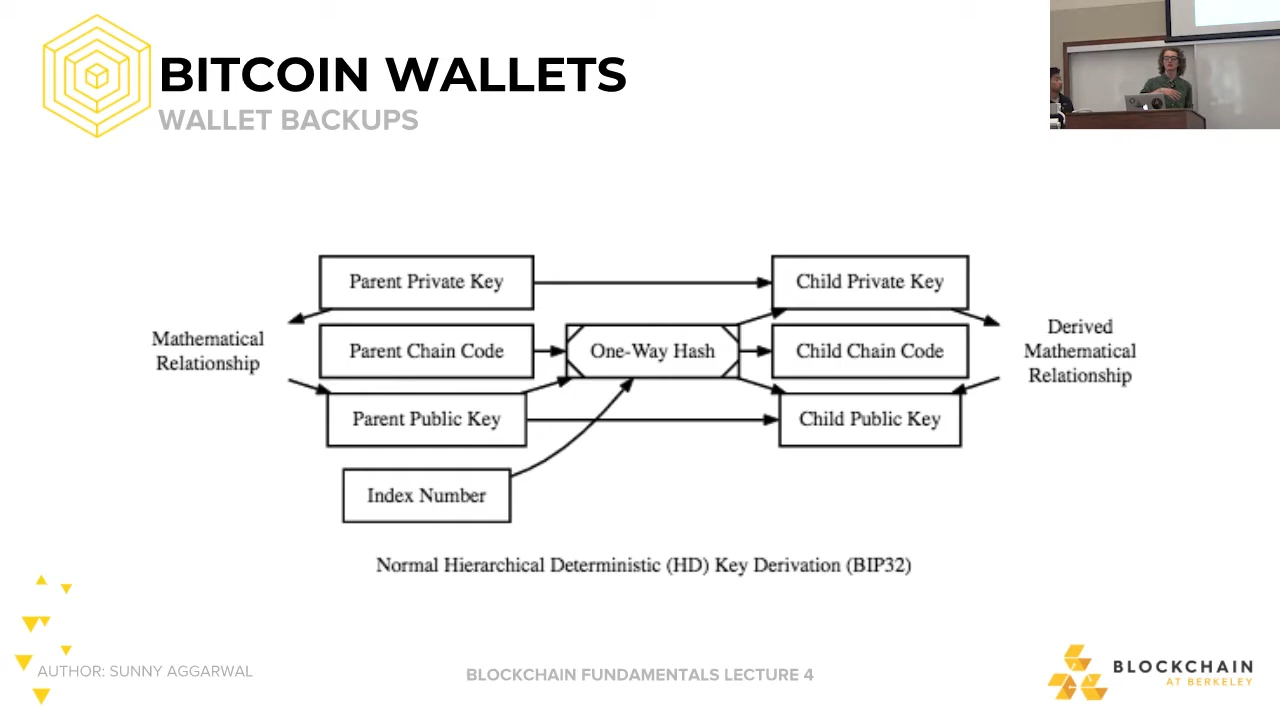 BITCOIN WALLETS
WALLET BACKUPS
Parent Private Key
Child Private Key
Mathematical
Relationship
Parent Chain Code
One-Way Hash
Child Chain Code
Derived
Mathematical
Relationship
Parent Public Key
Child Public Key
Index Number
Normal Hierarchical Deterministic (HD) Key Derivation (BIP32)
AUTHOR: SUNNY AGGARWAL
BLOCKCHAIN FUNDAMENTALS LECTURE 4
BLOCKCHAIN
AT BERKELEY